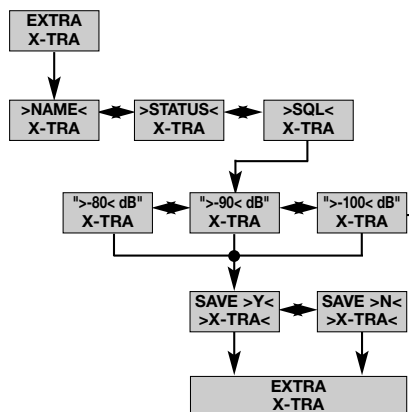 EXTRA
X-TRA
>NAME<
X-TRA
>STATUS<
X-TRA
>SQL<
X-TRA
">-80< dB"
X-TRA
">-90< dB"
X-TRA
">-100< dB"
X-TRA
SAVE >Y<
>X-TRA<
SAVE >N<
>X-TRA<
EXTRA
X-TRA